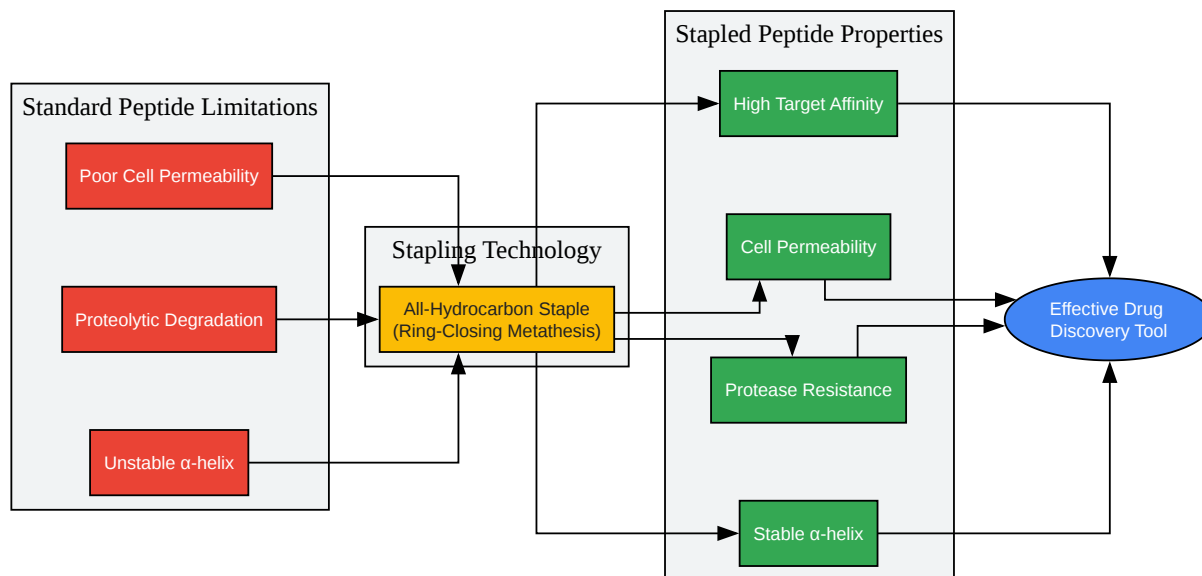 Standard Peptide Limitations
Poor Cell Permeability
Proteolytic Degradation
Unstable α-helix
Stapling Technology
All-Hydrocarbon Staple
(Ring-Closing Metathesis)
Stapled Peptide Properties
High Target Affinity
Cell Permeability
Protease Resistance
Stable α-helix
Effective Drug
Discovery Tool